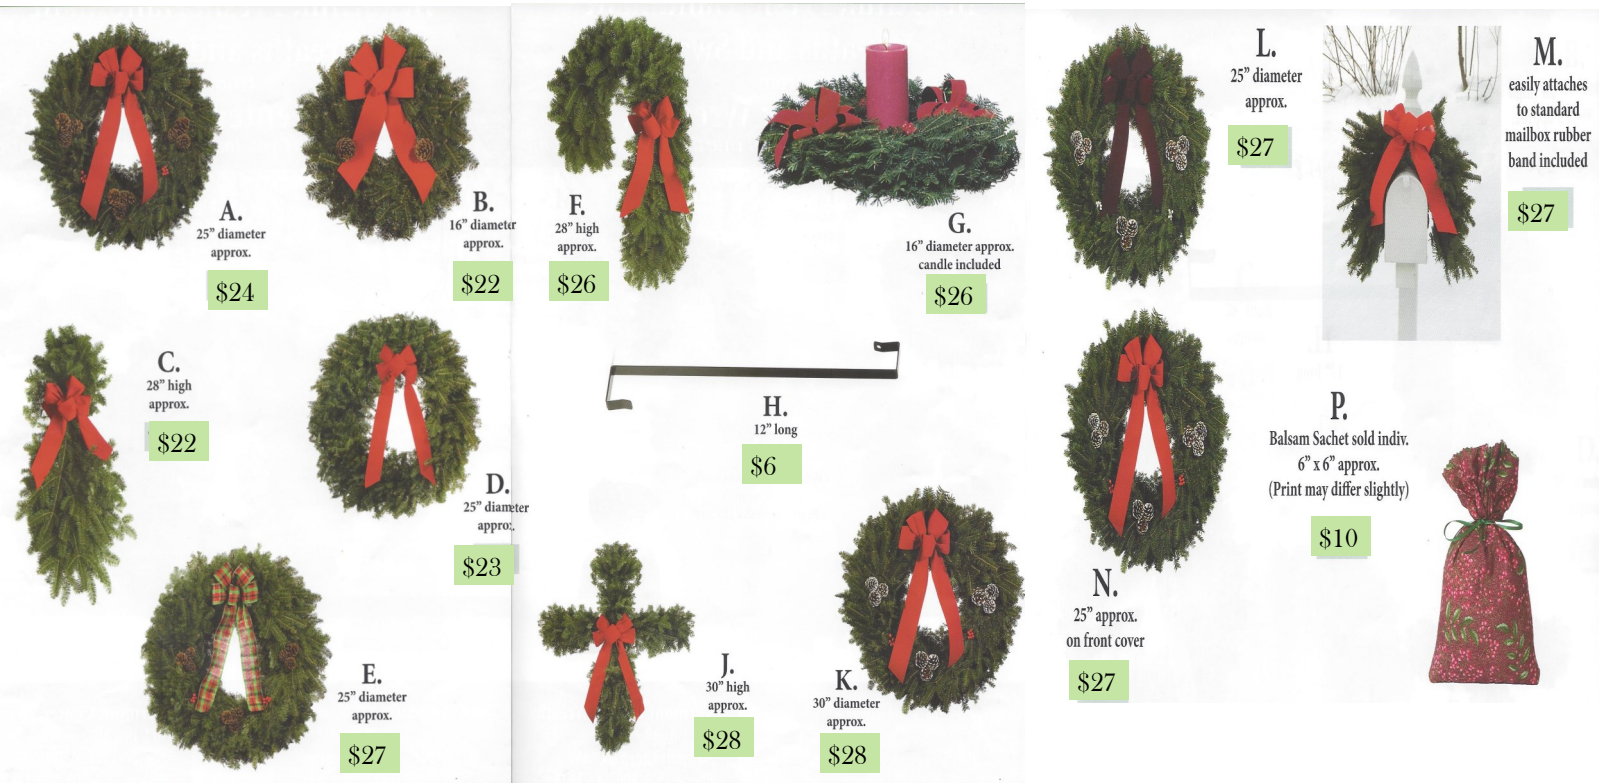 A.
25” diameter
approx.
$24
B.
16” diameter
approx.
$22
C.
28” high
approx.
$22
D.
25” diameter
approx.
$23
E.
25” diameter
approx.
$27
F.
28” high
approx.
$26
G.
16” diameter approx.
candle included
$26
H.
12” long
$6
J.
30” high
approx.
$28
K.
30” diameter
approx.
$28
L.
25” diameter
approx.
$27
M.
easily attaches
to standard
mailbox rubber
band included
$27
N.
25” approx.
on front cover
$27
P.
Balsam Sachet sold indiv.
6” x 6” approx.
(Print may differ slightly)
$10